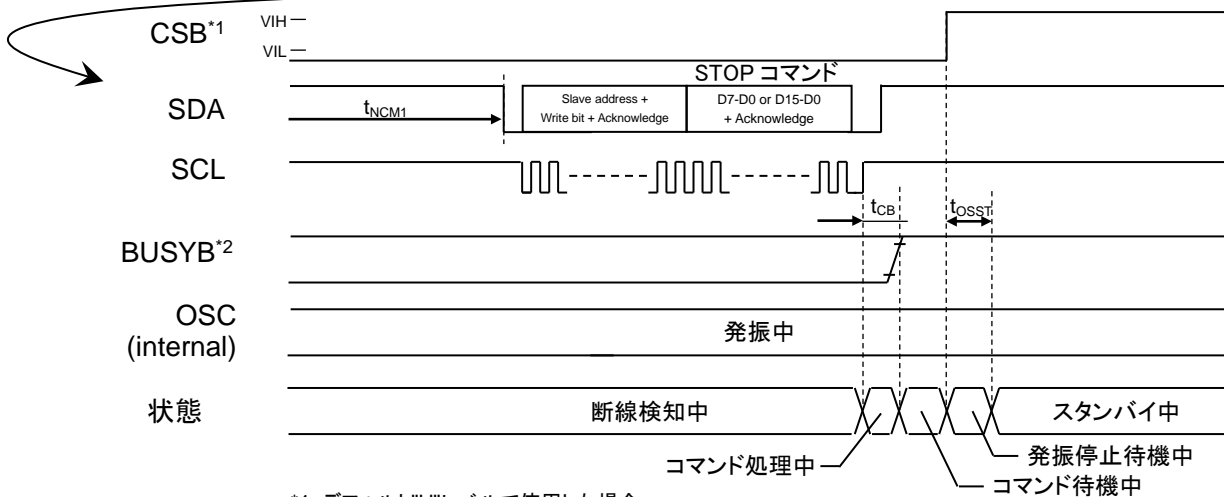 CSB*1
VIH
VIL
STOP コマンド
SDA
tNCM1
Slave address +
Write bit + Acknowledge
D7-D0 or D15-D0
+ Acknowledge
SCL
tCB
tOSST
BUSYB*2
OSC
(internal)
発振中
状態
断線検知中
スタンバイ中
コマンド処理中
発振停止待機中
コマンド待機中